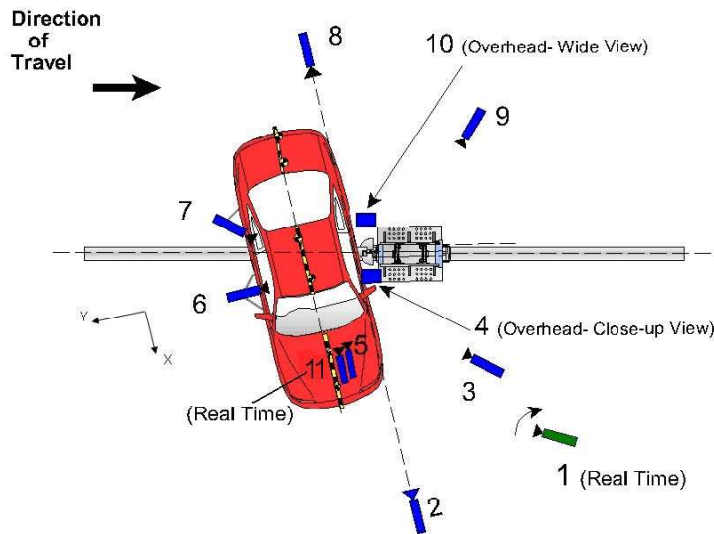 Direction
of
Travel
8
10 (Overhead- Wide View)
9
7
6
Y
X
4 (Overhead- Close-up View)
5
11
3
(Real Time)
1 (Real Time)
2